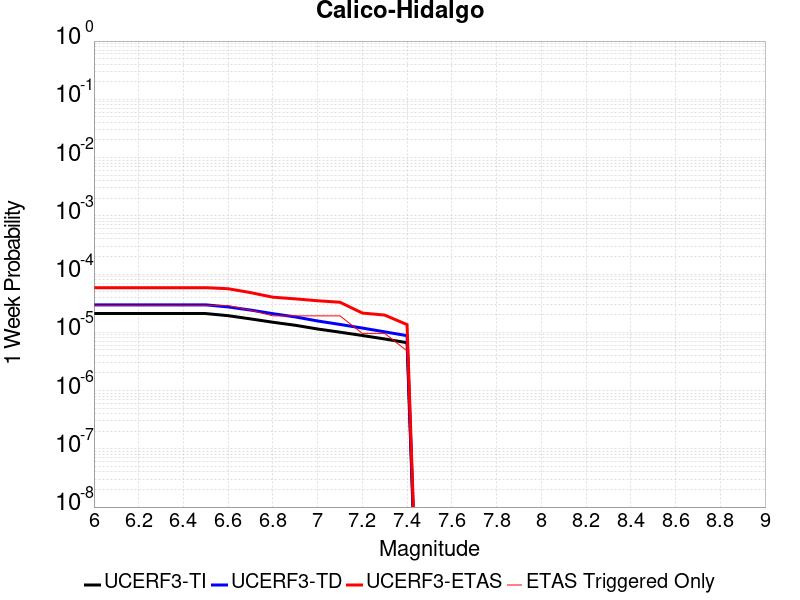 Calico-Hidalgo
1 Week Probability
10^0
10^-1
10^-2
10^-3
10^-4
10^-5
10^-6
10^-7
10^-8
6 6.2 6.4 6.6 6.8 7 7.2 7.4 7.6 7.8 8 8.2 8.4 8.6 8.8 9
Magnitude
UCERF3-TI UCERF3-TD UCERF3-ETAS ETAS Triggered Only